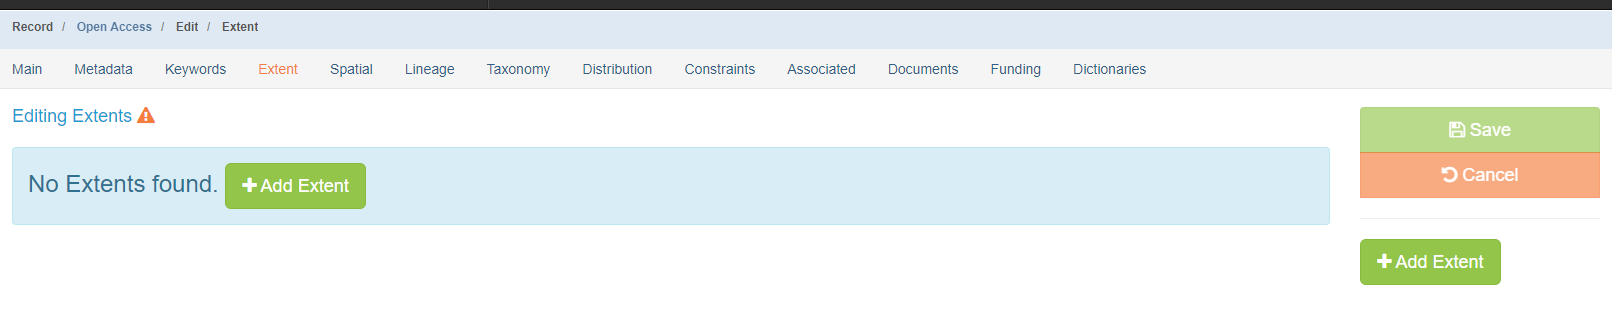 Record / Open Access / Edit / Extent
Main Metadata Keywords Extent Spatial Lineage Taxonomy Distribution Constraints Associated Documents Funding Dictionaries
Editing Extents
No Extents found. Add Extent
Save
Cancel
Add Extent